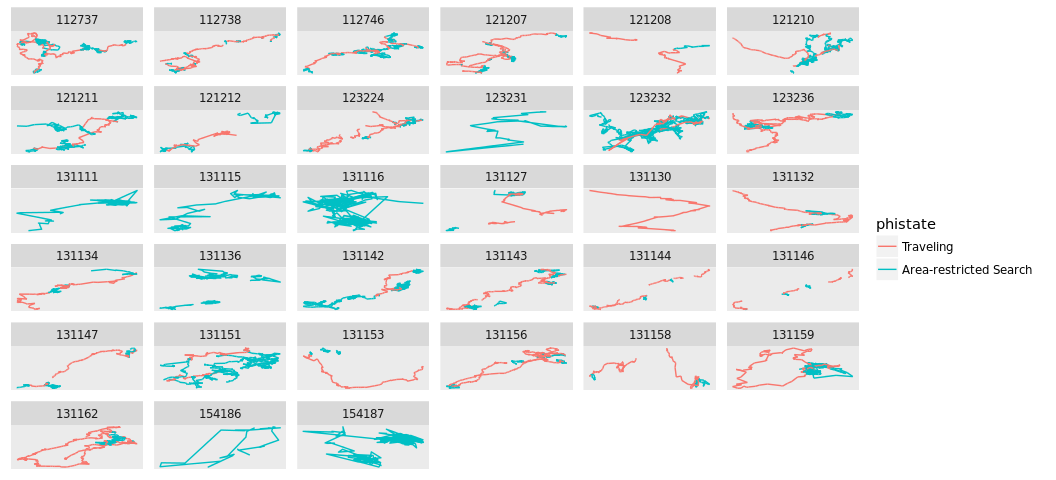 112737 112738 112746 121207 121208 121210
121211 121212 123224 123231 123232 123236
131111 131115 131116 131127 131130 131132
phistate
Traveling
131134 131136 131142 131143 131144 131146
Area-restricted Search
131147 131151 131153 131156 131158 131159
131162 154186 154187